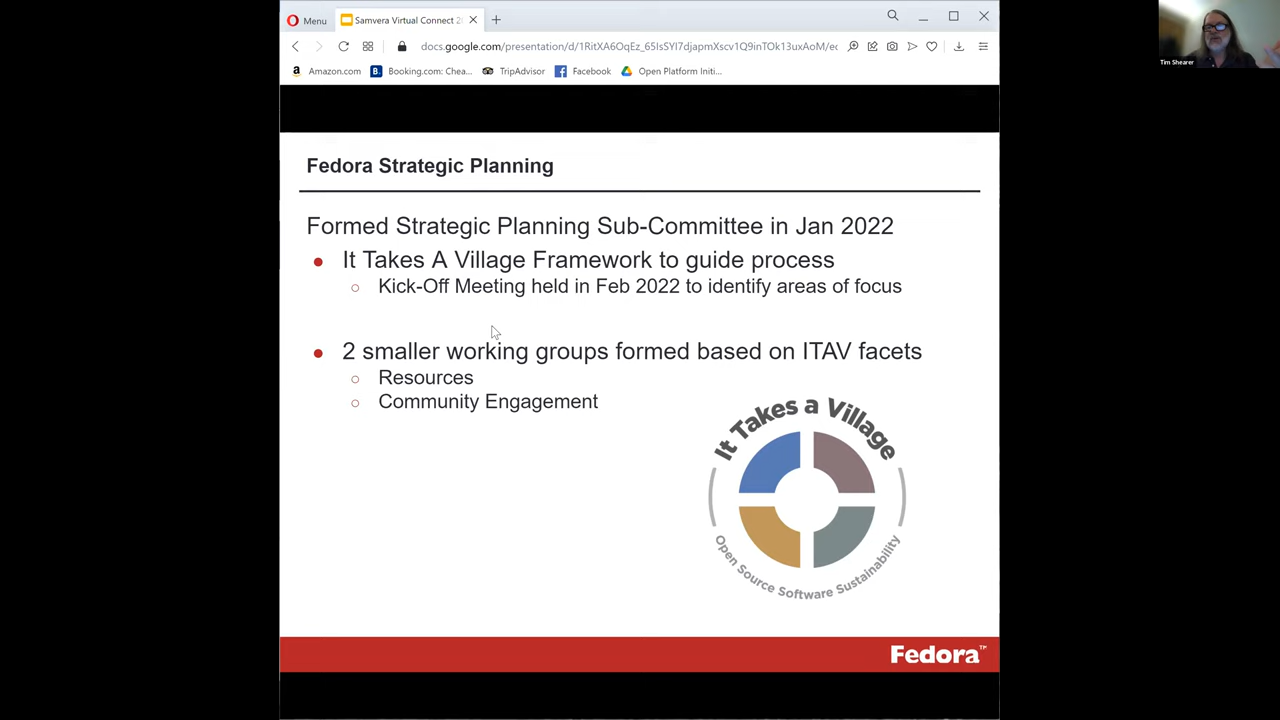 Menu
Samvera Virtual Connect 2
docs.google.com/presentation/d/1RitXA6OqEz_65IsSYI7djapmXscv1Q9inTOk13uxAoM/ec
Amazon.com
Booking.com: Chea...
TripAdvisor
Facebook
Open Platform Initi...
Tim Shearer
Fedora Strategic Planning
Formed Strategic Planning Sub-Committee in Jan 2022
It Takes A Village Framework to guide process
Kick-Off Meeting held in Feb 2022 to identify areas of focus
2 smaller working groups formed based on ITAV facets
Resources
Community Engagement
It Takes a Village
Open Source Software Sustainability
Fedora™